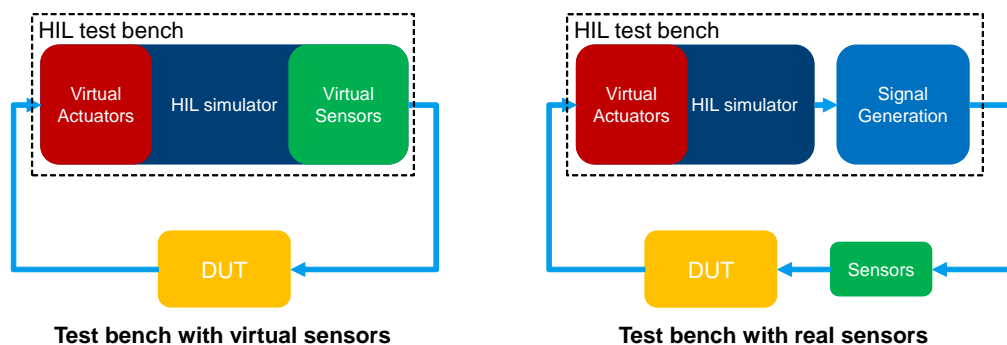 HIL test bench
Virtual
Actuators
HIL simulator
Virtual
Sensors
DUT
Test bench with virtual sensors
HIL test bench
Virtual
Actuators
HIL simulator
Signal
Generation
DUT
Sensors
Test bench with real sensors